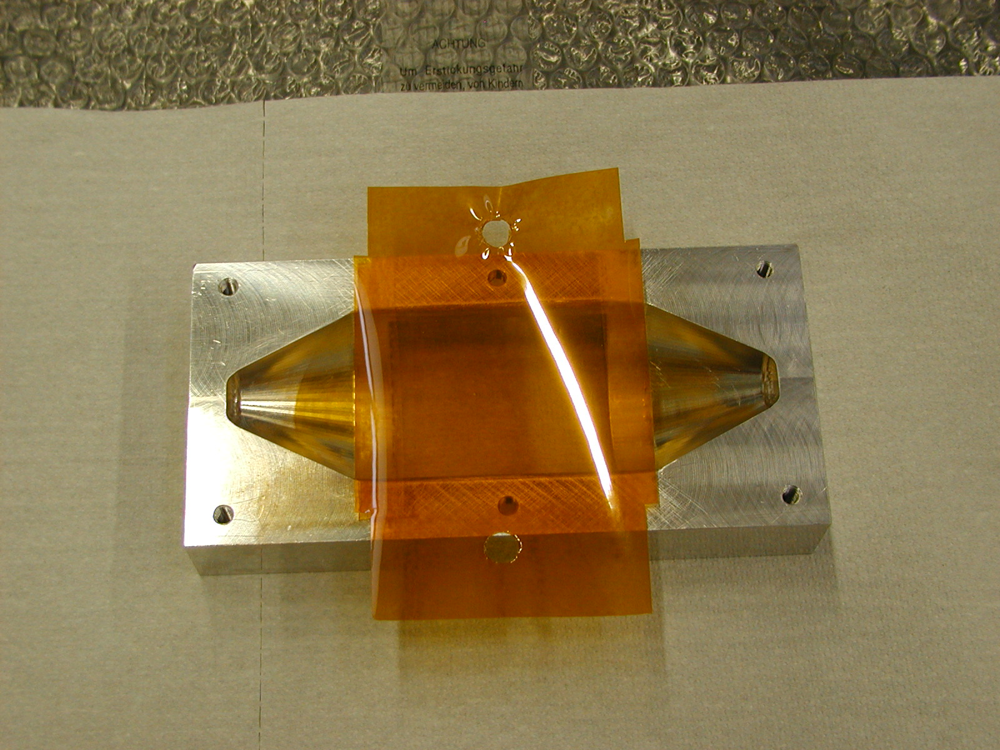 ACHTUNG
Um Erstickungsgefahr
zu vermeiden, von Kindern